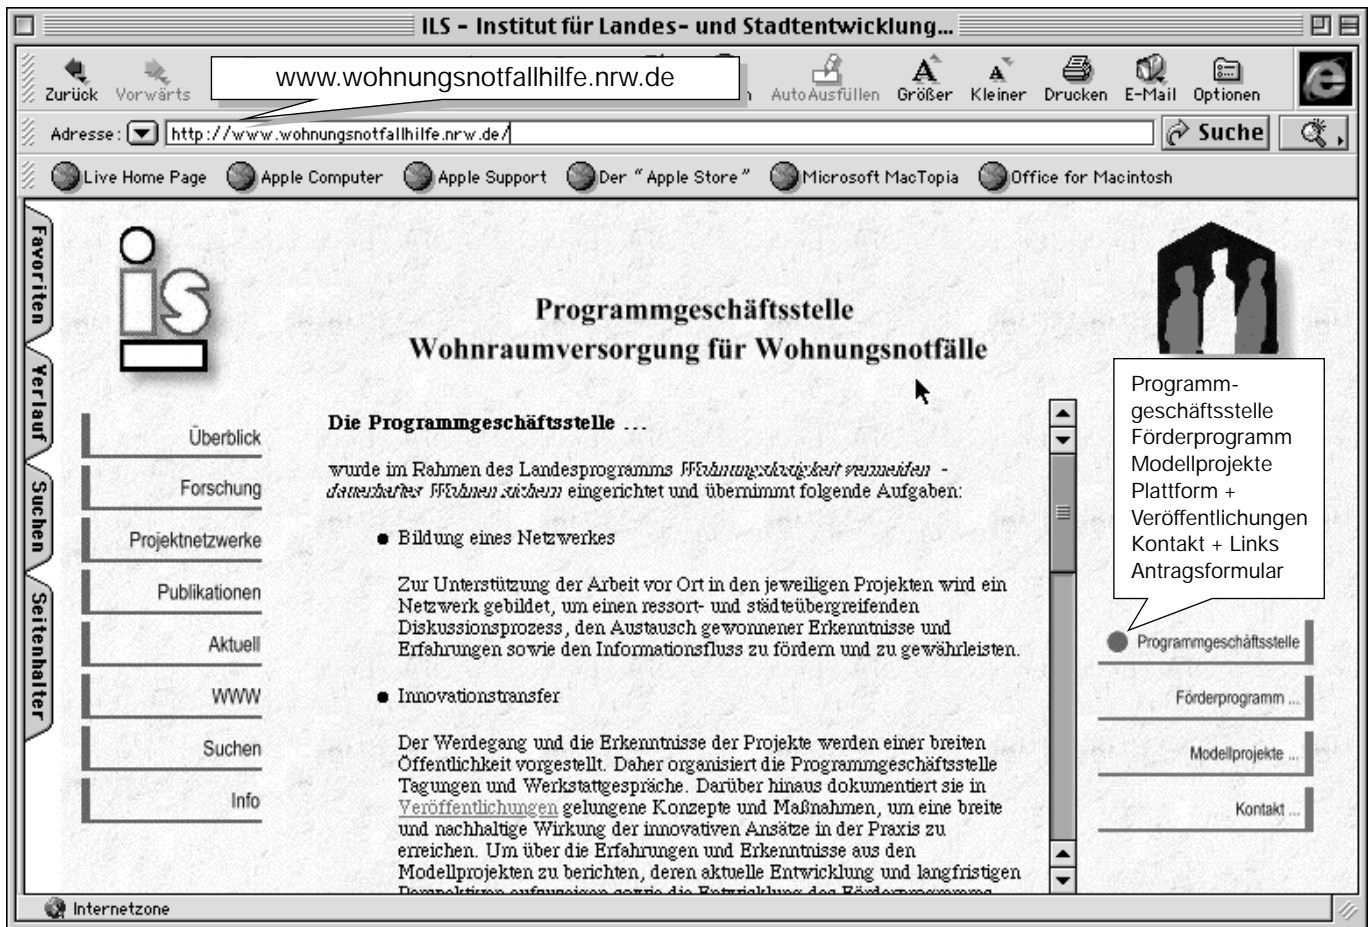 ILS - Institut für Landes- und Stadtentwicklung...
www.wohnungsnotfallhilfe.nrw.de
Zurück Vorwärts AutoAusfüllen Größer Kleiner Drucken E-Mail Optionen
Adresse: http://www.wohnungsnotfallhilfe.nrw.de/ Suche
Live Home Page Apple Computer Apple Support Der "Apple Store" Microsoft MacTopia Office for Macintosh
Favoriten
Verlauf
Suchen
Seitenhalter
ils
Überblick
Forschung
Projektnetzwerke
Publikationen
Aktuell
WWW
Suchen
Info
Programmgeschäftsstelle
Wohnraumversorgung für Wohnungsnotfälle
Die Programmgeschäftsstelle ...
wurde im Rahmen des Landesprogramms Wohnungslosigkeit vermeiden -
dauerhaftes Wohnen sichern eingerichtet und übernimmt folgende Aufgaben:
● Bildung eines Netzwerkes
Zur Unterstützung der Arbeit vor Ort in den jeweiligen Projekten wird ein
Netzwerk gebildet, um einen ressort- und städteübergreifenden
Diskussionsprozess, den Austausch gewonnener Erkenntnisse und
Erfahrungen sowie den Informationsfluss zu fördern und zu gewährleisten.
● Innovationstransfer
Der Werdegang und die Erkenntnisse der Projekte werden einer breiten
Öffentlichkeit vorgestellt. Daher organisiert die Programmgeschäftsstelle
Tagungen und Werkstattgespräche. Darüber hinaus dokumentiert sie in
Veröffentlichungen gelungene Konzepte und Maßnahmen, um eine breite
und nachhaltige Wirkung der innovativen Ansätze in der Praxis zu
erreichen. Um über die Erfahrungen und Erkenntnisse aus den
Modellprojekten zu berichten, deren aktuelle Entwicklung und langfristigen
Perspektiven aufzuzeigen sowie die Entwicklung des Förderprogramms
Programm-
geschäftsstelle
Förderprogramm
Modellprojekte
Plattform +
Veröffentlichungen
Kontakt + Links
Antragsformular
Programmgeschäftsstelle
Förderprogramm ...
Modellprojekte ...
Kontakt ...
Internetzone